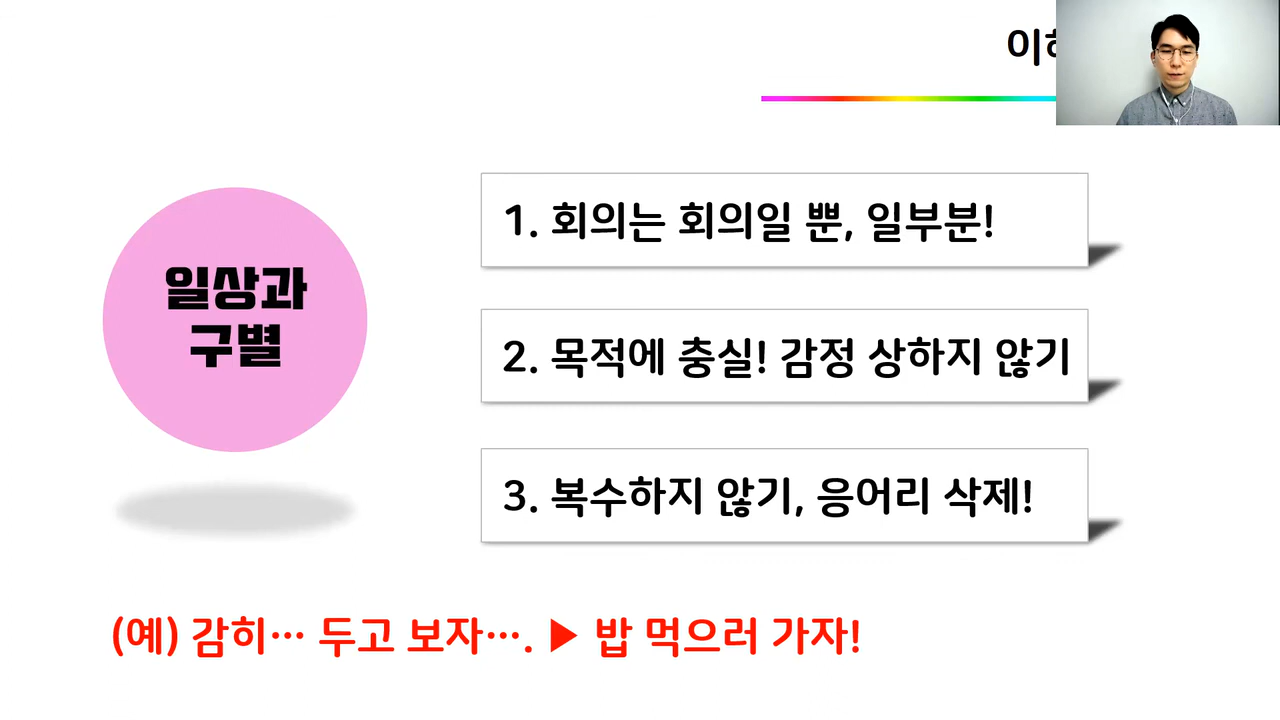 일상과
구별
1. 회의는 회의일 뿐, 일부분!
2. 목적에 충실! 감정 상하지 않기
3. 복수하지 않기, 응어리 삭제!
(예) 감히… 두고 보자…. ▶ 밥 먹으러 가자!